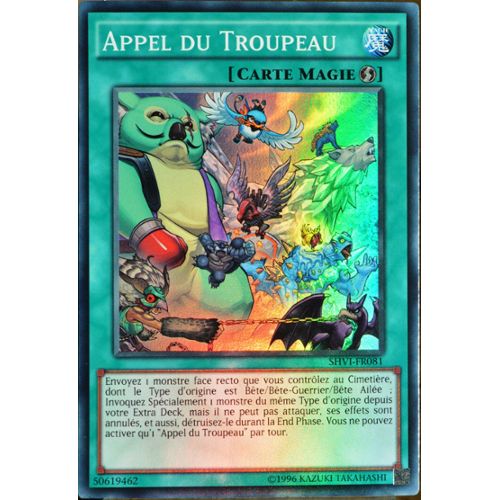 APPEL DU TROUPEAU
MAGIE
魔
[CARTE MAGIE]
SHVI-FR081
Envoyez 1 monstre face recto que vous contrôlez au Cimetière,
dont le Type d'origine est Bête/Bête-Guerrier/Bête Ailée ;
Invoquez Spécialement 1 monstre du même Type d'origine depuis
votre Extra Deck, mais il ne peut pas attaquer, ses effets sont
annulés, et aussi, détruisez-le durant la End Phase. Vous ne pouvez
activer qu'1 "Appel du Troupeau" par tour.
50619462
©1996 KAZUKI TAKAHASHI